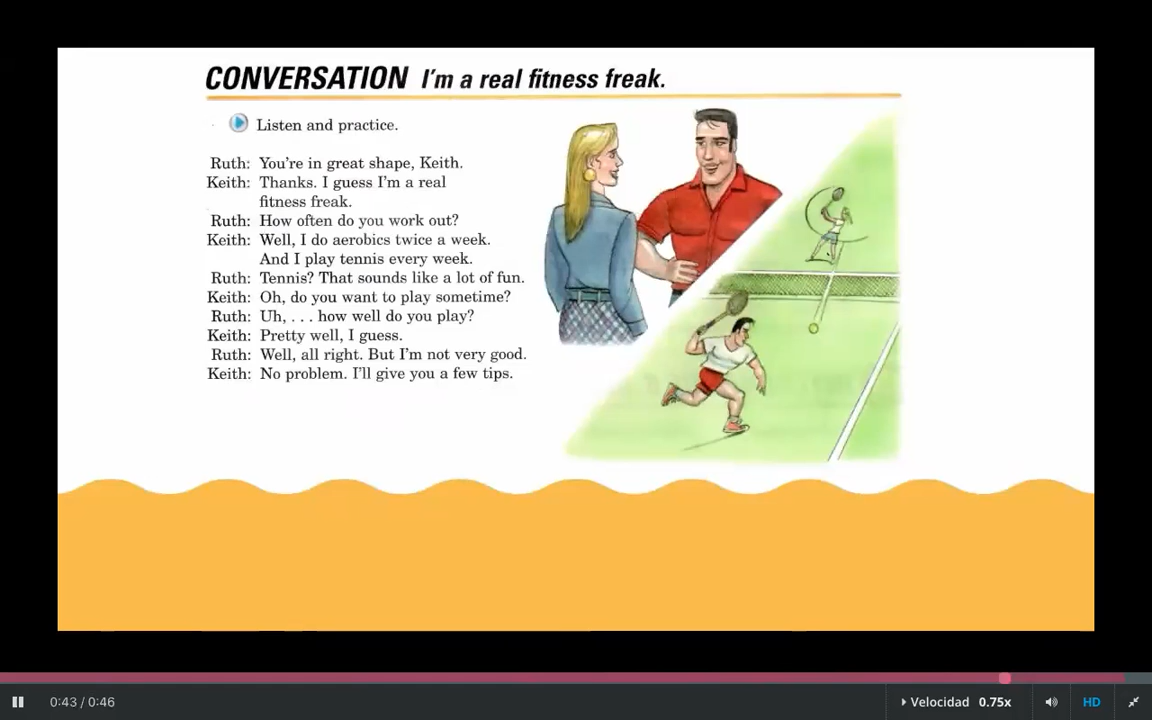 CONVERSATION I'm a real fitness freak.
Listen and practice.
Ruth: You're in great shape, Keith.
Keith: Thanks. I guess I'm a real
fitness freak.
Ruth: How often do you work out?
Keith: Well, I do aerobics twice a week.
And I play tennis every week.
Ruth: Tennis? That sounds like a lot of fun.
Keith: Oh, do you want to play sometime?
Ruth: Uh, . . . how well do you play?
Keith: Pretty well, I guess.
Ruth: Well, all right. But I'm not very good.
Keith: No problem. I'll give you a few tips.
0:43 / 0:46
Velocidad 0.75x
HD